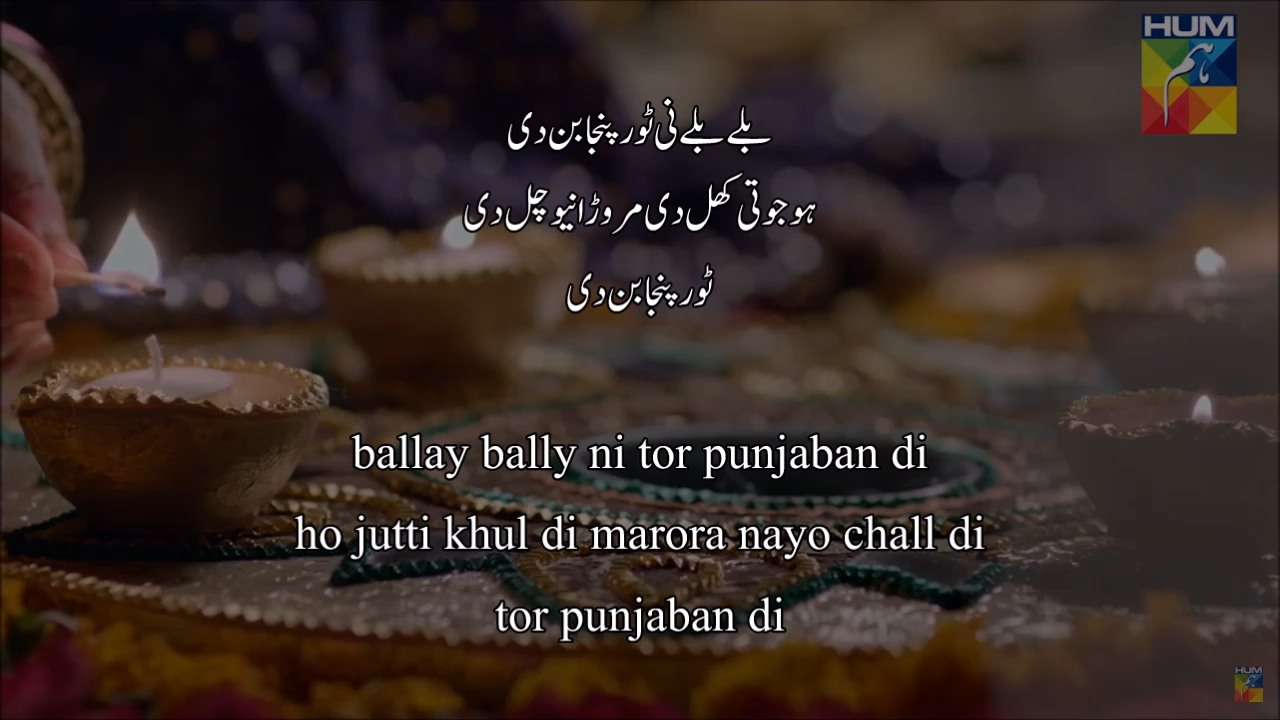 HUM
ہم
بلے بلے نی ٹور پنجابن دی
ہو جوتی کھل دی مروڑا نیو چل دی
ٹور پنجابن دی
ballay bally ni tor punjaban di
ho jutti khul di marora nayo chall di
tor punjaban di
HUM
ہم